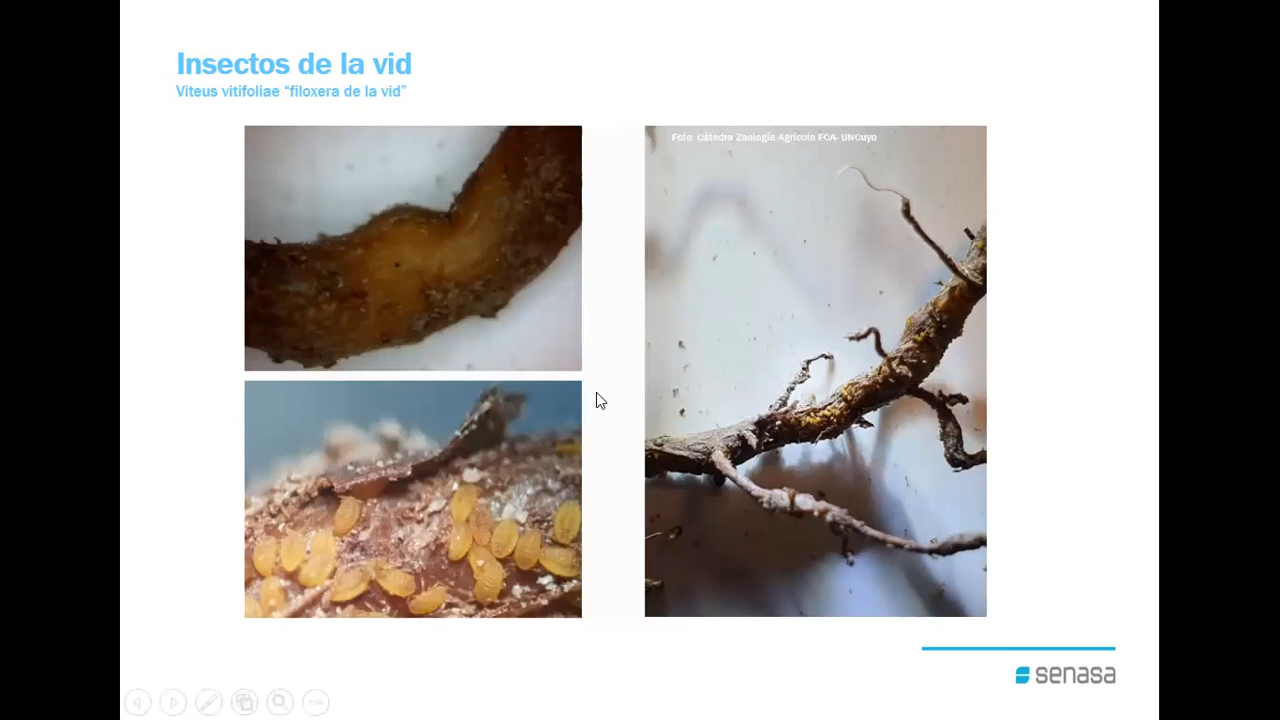 Insectos de la vid
Viteus vitifoliae “filoxera de la vid”
Foto Cátedra Zoología Agrícola FCA- UNCuyo
senasa